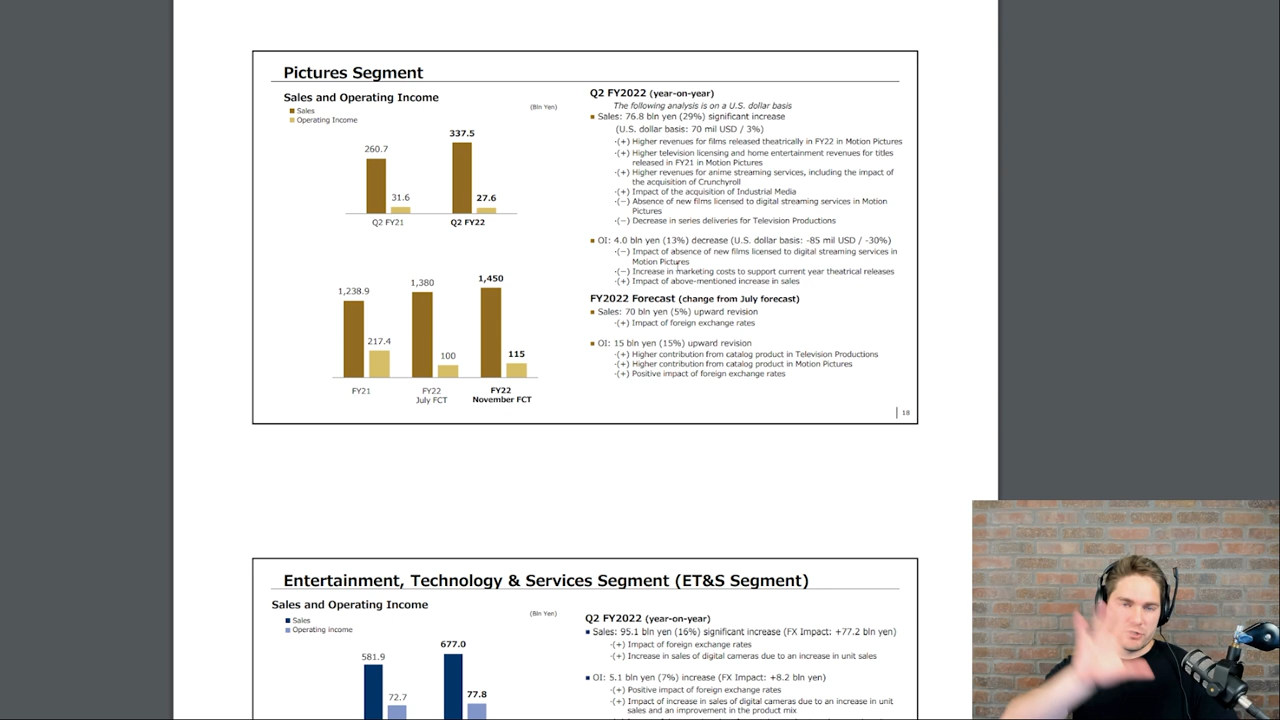 Pictures Segment
Sales and Operating Income
(Bln Yen)
Sales
Operating Income
260.7
31.6
337.5
27.6
Q2 FY21
Q2 FY22
1,238.9
217.4
1,380
100
1,450
115
FY21
FY22
July FCT
FY22
November FCT
Q2 FY2022 (year-on-year)
The following analysis is on a U.S. dollar basis
Sales: 76.8 bln yen (29%) significant increase
(U.S. dollar basis: 70 mil USD / 3%)
·(+) Higher revenues for films released theatrically in FY22 in Motion Pictures
·(+) Higher television licensing and home entertainment revenues for titles
released in FY21 in Motion Pictures
·(+) Higher revenues for anime streaming services, including the impact of
the acquisition of Crunchyroll
·(+) Impact of the acquisition of Industrial Media
·(−) Absence of new films licensed to digital streaming services in Motion
Pictures
·(−) Decrease in series deliveries for Television Productions
OI: 4.0 bln yen (13%) decrease (U.S. dollar basis: -85 mil USD / -30%)
·(−) Impact of absence of new films licensed to digital streaming services in
Motion Pictures
·(−) Increase in marketing costs to support current year theatrical releases
·(+) Impact of above-mentioned increase in sales
FY2022 Forecast (change from July forecast)
Sales: 70 bln yen (5%) upward revision
·(+) Impact of foreign exchange rates
OI: 15 bln yen (15%) upward revision
·(+) Higher contribution from catalog product in Television Productions
·(+) Higher contribution from catalog product in Motion Pictures
·(+) Positive impact of foreign exchange rates
18
Entertainment, Technology & Services Segment (ET&S Segment)
Sales and Operating Income
(Bln Yen)
Sales
Operating income
581.9
72.7
677.0
77.8
Q2 FY2022 (year-on-year)
Sales: 95.1 bln yen (16%) significant increase (FX Impact: +77.2 bln yen)
·(+) Impact of foreign exchange rates
·(+) Increase in sales of digital cameras due to an increase in unit sales
OI: 5.1 bln yen (7%) increase (FX Impact: +8.2 bln yen)
·(+) Positive impact of foreign exchange rates
·(+) Impact of increase in sales of digital cameras due to an increase in unit
sales and an improvement in the product mix